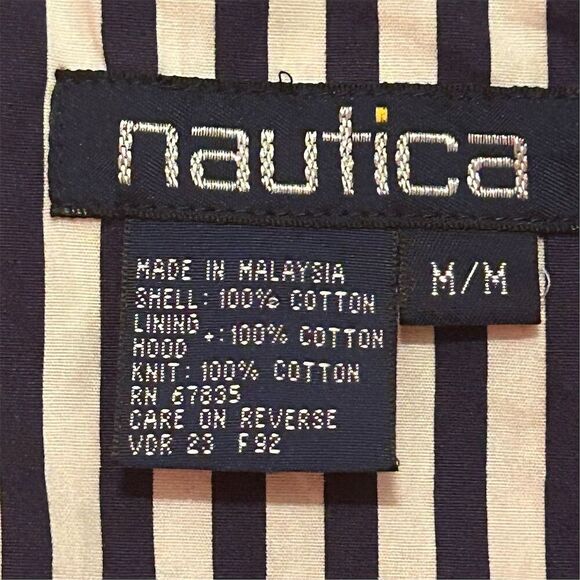 nautica
M/M
MADE IN MALAYSIA
SHELL: 100% COTTON
LINING
HOOD +: 100% COTTON
KNIT: 100% COTTON
RN 67835
CARE ON REVERSE
VDR 23 F92